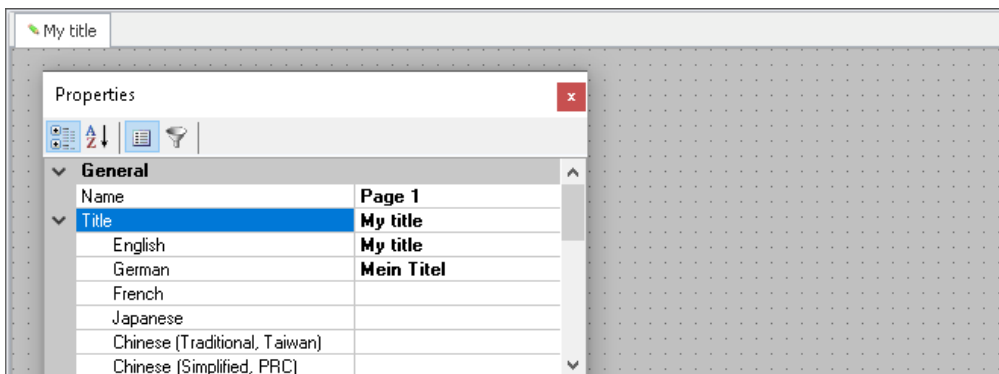 My title
Properties
General
Name Page 1
Title My title
English My title
German Mein Titel
French
Japanese
Chinese (Traditional, Taiwan)
Chinese (Simplified, PRC)